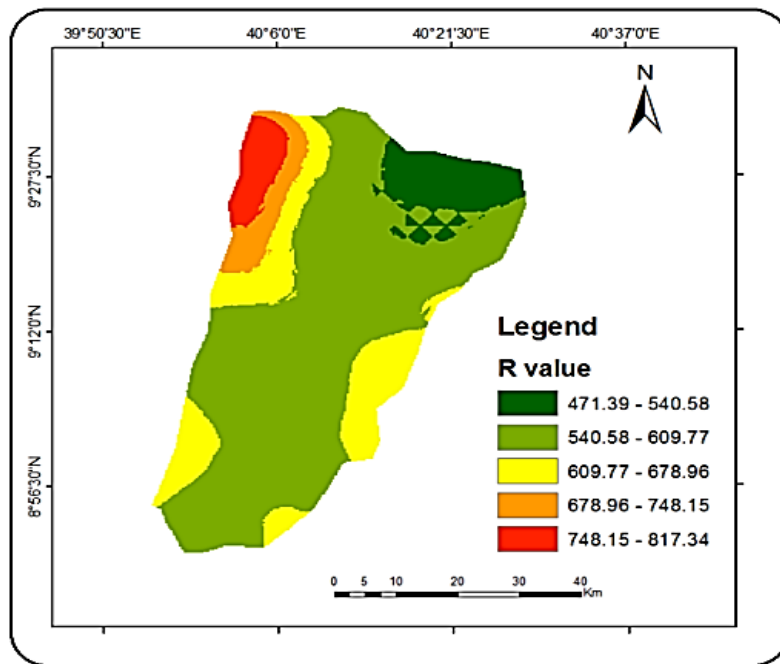 39°50'30"E 40°6'0"E 40°21'30"E 40°37'0"E
N
9°27'30"N
9°12'0"N
8°56'30"N
Legend
R value
471.39 - 540.58
540.58 - 609.77
609.77 - 678.96
678.96 - 748.15
748.15 - 817.34
0 5 10 20 30 40
Km